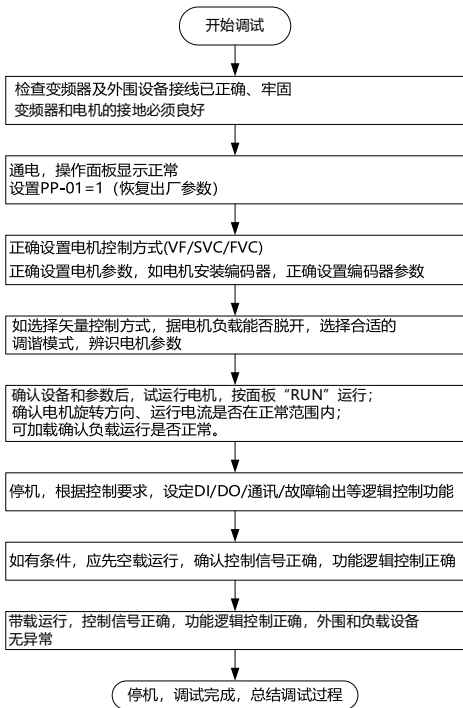 开始调试
检查变频器及外围设备接线已正确、牢固
变频器和电机的接地必须良好
通电，操作面板显示正常
设置PP-01=1（恢复出厂参数）
正确设置电机控制方式(VF/SVC/FVC)
正确设置电机参数，如电机安装编码器，正确设置编码器参数
如选择矢量控制方式，据电机负载能否脱开，选择合适的
调谐模式，辨识电机参数
确认设备和参数后，试运行电机，按面板“RUN”运行；
确认电机旋转方向、运行电流是否在正常范围内；
可加载确认负载运行是否正常。
停机，根据控制要求，设定DI/DO/通讯/故障输出等逻辑控制功能
如有条件，应先空载运行，确认控制信号正确，功能逻辑控制正确
带载运行，控制信号正确，功能逻辑控制正确，外围和负载设备
无异常
停机，调试完成，总结调试过程